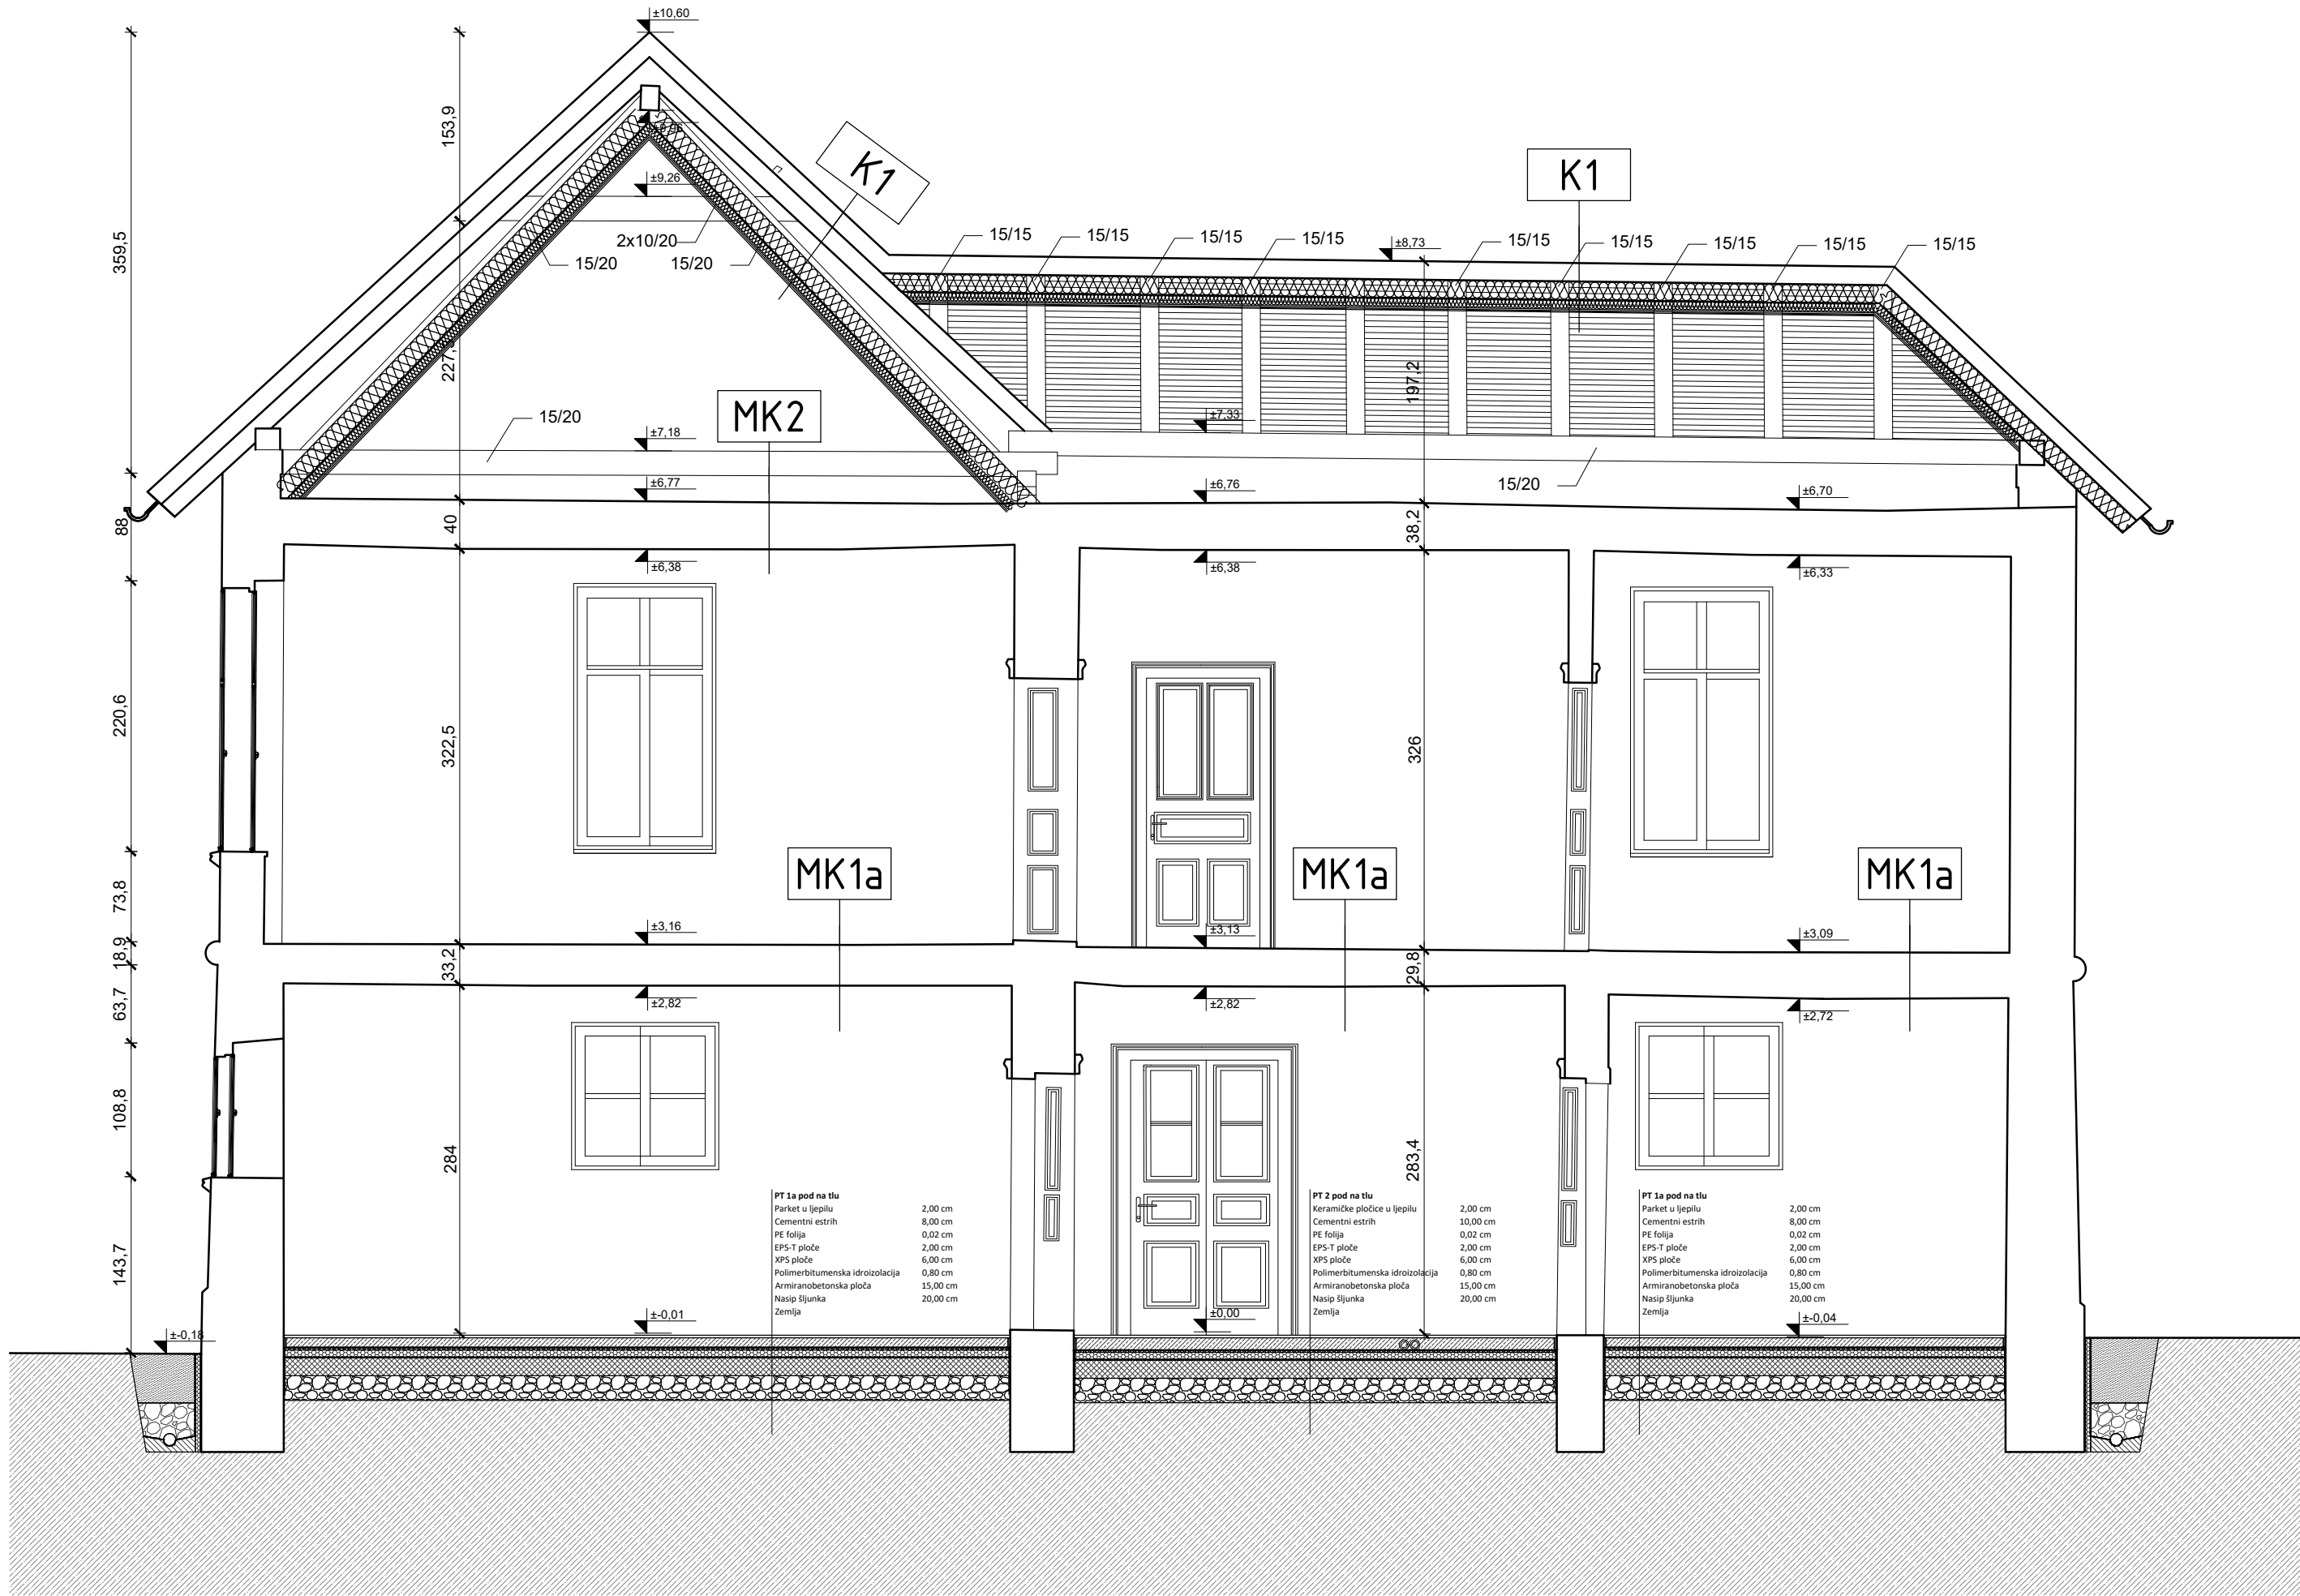 ±10,60
153,9
K1
K1
±9,26
359,5
2x10/20
15/20
15/20
15/15
15/15
15/15
15/15
±8,73
15/15
15/15
15/15
15/15
15/15
197,2
MK2
15/20
±7,18
±7,33
±6,77
±6,76
15/20
±6,70
88
40
38,2
±6,38
±6,38
±6,33
220,6
322,5
326
MK1a
MK1a
MK1a
73,8
±3,16
±3,13
±3,09
18,9
33,2
29,8
±2,82
±2,82
±2,72
63,7
108,8
284
283,4
143,7
PT 1a pod na tlu
Parket u ljepilu 2,00 cm
Cementni estrih 8,00 cm
PE folija 0,02 cm
EPS-T ploče 2,00 cm
XPS ploče 6,00 cm
Polimerbitumenska idroizolacija 0,80 cm
Armiranobetonska ploča 15,00 cm
Nasip šljunka 20,00 cm
Zemlja
PT 2 pod na tlu
Keramičke pločice u ljepilu 2,00 cm
Cementni estrih 10,00 cm
PE folija 0,02 cm
EPS-T ploče 2,00 cm
XPS ploče 6,00 cm
Polimerbitumenska idroizolacija 0,80 cm
Armiranobetonska ploča 15,00 cm
Nasip šljunka 20,00 cm
Zemlja
PT 1a pod na tlu
Parket u ljepilu 2,00 cm
Cementni estrih 8,00 cm
PE folija 0,02 cm
EPS-T ploče 2,00 cm
XPS ploče 6,00 cm
Polimerbitumenska idroizolacija 0,80 cm
Armiranobetonska ploča 15,00 cm
Nasip šljunka 20,00 cm
Zemlja
±-0,18
±-0,01
±0,00
±-0,04